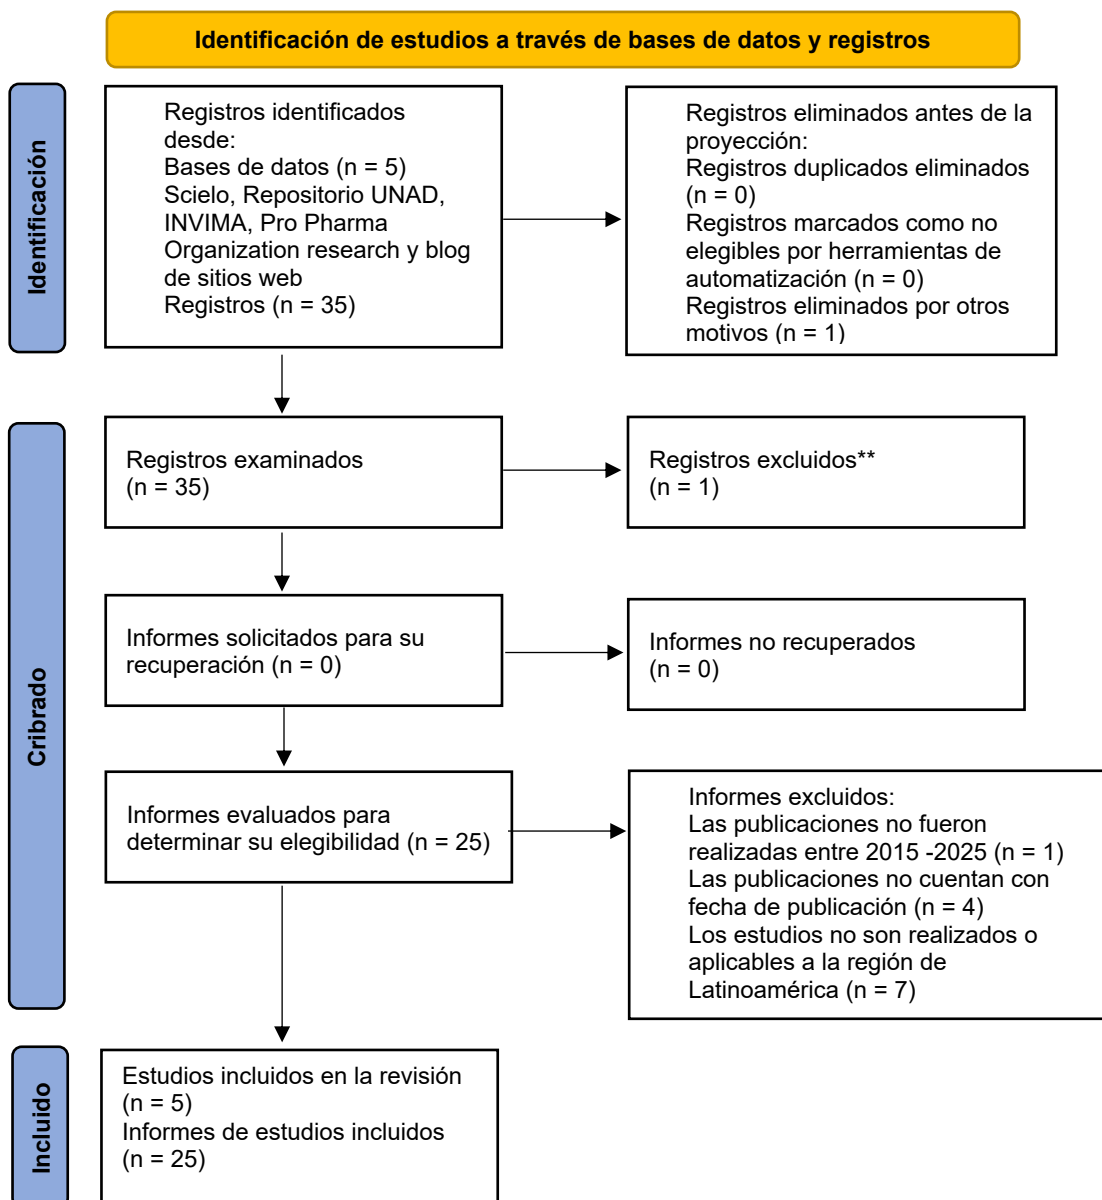 Identificación de estudios a través de bases de datos y registros
Identificación
Registros identificados
desde:
Bases de datos (n = 5)
Scielo, Repositorio UNAD,
INVIMA, Pro Pharma
Organization research y blog
de sitios web
Registros (n = 35)
Registros eliminados antes de la
proyección:
Registros duplicados eliminados
(n = 0)
Registros marcados como no
elegibles por herramientas de
automatización (n = 0)
Registros eliminados por otros
motivos (n = 1)
Cribrado
Registros examinados
(n = 35)
Registros excluidos**
(n = 1)
Informes solicitados para su
recuperación (n = 0)
Informes no recuperados
(n = 0)
Informes evaluados para
determinar su elegibilidad (n = 25)
Informes excluidos:
Las publicaciones no fueron
realizadas entre 2015 -2025 (n = 1)
Las publicaciones no cuentan con
fecha de publicación (n = 4)
Los estudios no son realizados o
aplicables a la región de
Latinoamérica (n = 7)
Incluido
Estudios incluidos en la revisión
(n = 5)
Informes de estudios incluidos
(n = 25)